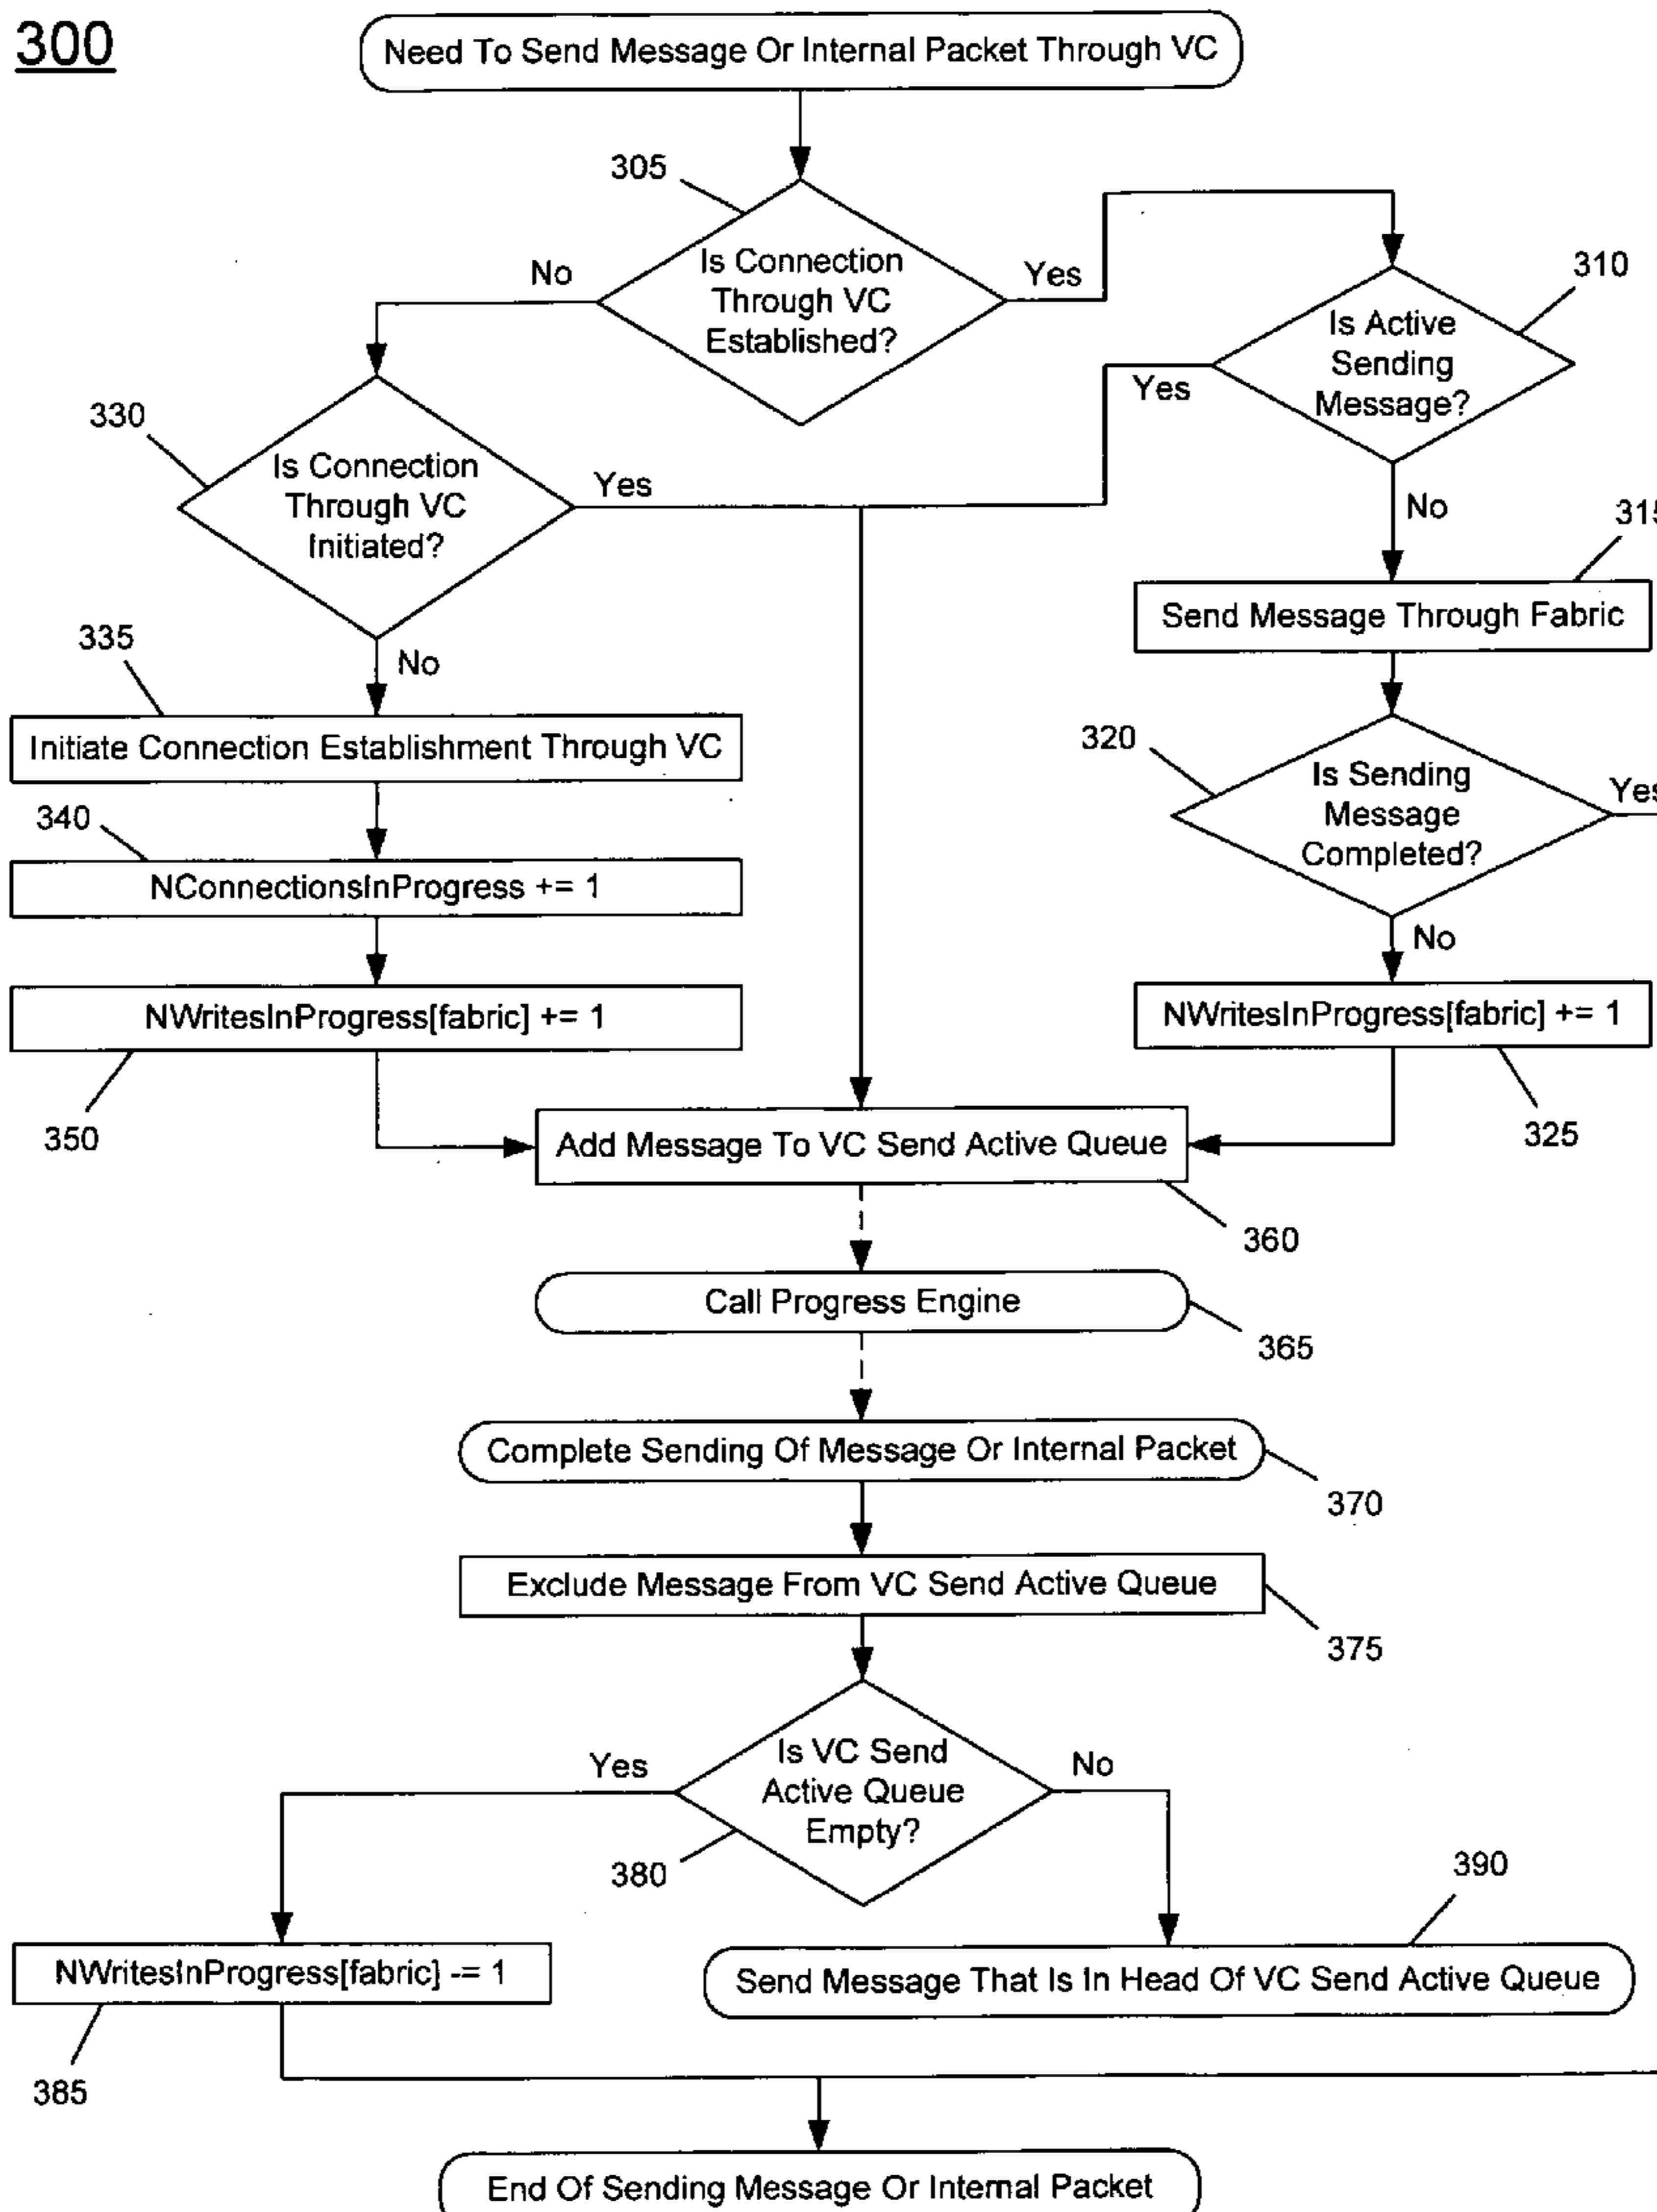 300
Need To Send Message Or Internal Packet Through VC
305
Is Connection
Through VC
Established?
No
Yes
310
Is Active
Sending
Message?
Yes
No
330
Is Connection
Through VC
Initiated?
Yes
No
315
Send Message Through Fabric
335
Initiate Connection Establishment Through VC
320
Is Sending
Message
Completed?
Yes
No
340
NConnectionsInProgress += 1
NWritesInProgress[fabric] += 1
350
NWritesInProgress[fabric] += 1
325
Add Message To VC Send Active Queue
360
Call Progress Engine
365
Complete Sending Of Message Or Internal Packet
370
Exclude Message From VC Send Active Queue
375
Is VC Send
Active Queue
Empty?
Yes
No
380
390
NWritesInProgress[fabric] -= 1
385
Send Message That Is In Head Of VC Send Active Queue
End Of Sending Message Or Internal Packet